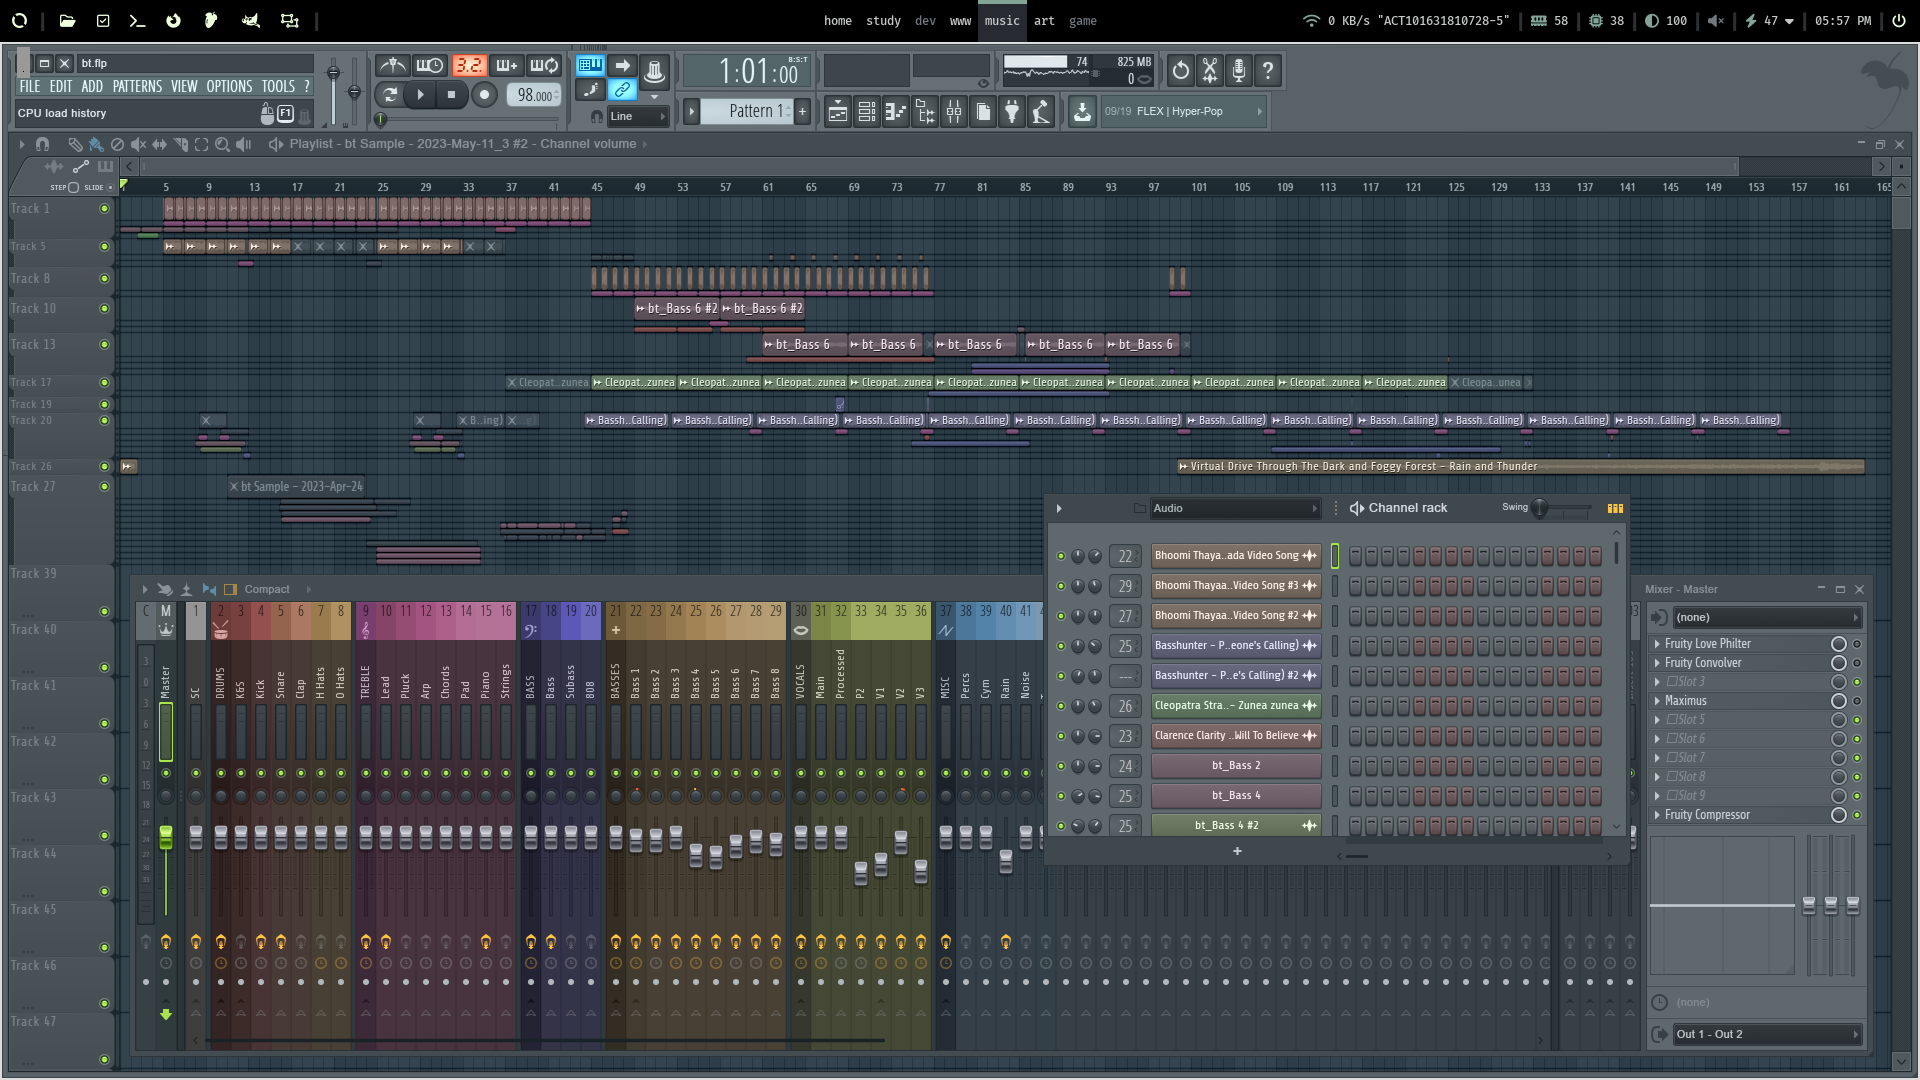 home study dev www music art game
0 KB/s "ACT101631810728-5" 58 38 100 47 05:57 PM
bt.flp
FILE EDIT ADD PATTERNS VIEW OPTIONS TOOLS ?
CPU load history
F1
3.2
98.000
Line
1:01:00
B:S:T
Pattern 1
74
825 MB
0
09/19 FLEX | Hyper-Pop
Playlist - bt Sample - 2023-May-11_3 #2 - Channel volume
STEP SLIDE
5 9 13 17 21 25 29 33 37 41 45 49 53 57 61 65 69 73 77 81 85 89 93 97 101 105 109 113 117 121 125 129 133 137 141 145 149 153 157 161 165
Track 1
Track 5
Track 8
Track 10
bt_Bass 6 #2 bt_Bass 6 #2
Track 13
bt_Bass 6 bt_Bass 6 bt_Bass 6 bt_Bass 6 bt_Bass 6
Track 17
Cleopat..zunea Cleopat..zunea Cleopat..zunea Cleopat..zunea Cleopat..zunea Cleopat..zunea Cleopat..zunea Cleopat..zunea Cleopat..zunea Cleopat..zunea Cleopat..zunea Cleopa..unea
Track 19
Track 20
B..ing) Bassh..Calling) Bassh..Calling) Bassh..Calling) Bassh..Calling) Bassh..Calling) Bassh..Calling) Bassh..Calling) Bassh..Calling) Bassh..Calling) Bassh..Calling) Bassh..Calling) Bassh..Calling) Bassh..Calling) Bassh..Calling)
Track 26
Virtual Drive Through The Dark and Foggy Forest - Rain and Thunder
Track 27
bt Sample - 2023-Apr-24
Track 39
Track 40
Track 41
Track 42
Track 43
Track 44
Track 45
Track 46
Track 47
Audio
Channel rack
Swing
22 Bhoomi Thaya..ada Video Song
29 Bhoomi Thayaa..Video Song #3
27 Bhoomi Thayaa..Video Song #2
25 Basshunter - P..eone's Calling)
--- Basshunter - P..e's Calling) #2
26 Cleopatra Stra..- Zunea zunea
23 Clarence Clarity ..Will To Believe
24 bt_Bass 2
25 bt_Bass 4
25 bt_Bass 4 #2
+
Compact
C M 1 2 3 4 5 6 7 8 9 10 11 12 13 14 15 16 17 18 19 20 21 22 23 24 25 26 27 28 29 30 31 32 33 34 35 36 37 38 39 40 41
Master SC DRUMS K&S Kick Snare Clap H Hats O Hats TREBLE Lead Pluck Arp Chords Pad Piano Strings BASS Bass Subass 808 BASSES Bass 1 Bass 2 Bass 3 Bass 4 Bass 5 Bass 6 Bass 7 Bass 8 VOCALS Main Processed P2 V1 V2 V3 MISC Percs Cym Rain Noise
3
0
3
6
9
12
15
18
21
24
27
30
33
Mixer - Master
(none)
Fruity Love Philter
Fruity Convolver
Slot 3
Maximus
Slot 5
Slot 6
Slot 7
Slot 8
Slot 9
Fruity Compressor
(none)
Out 1 - Out 2